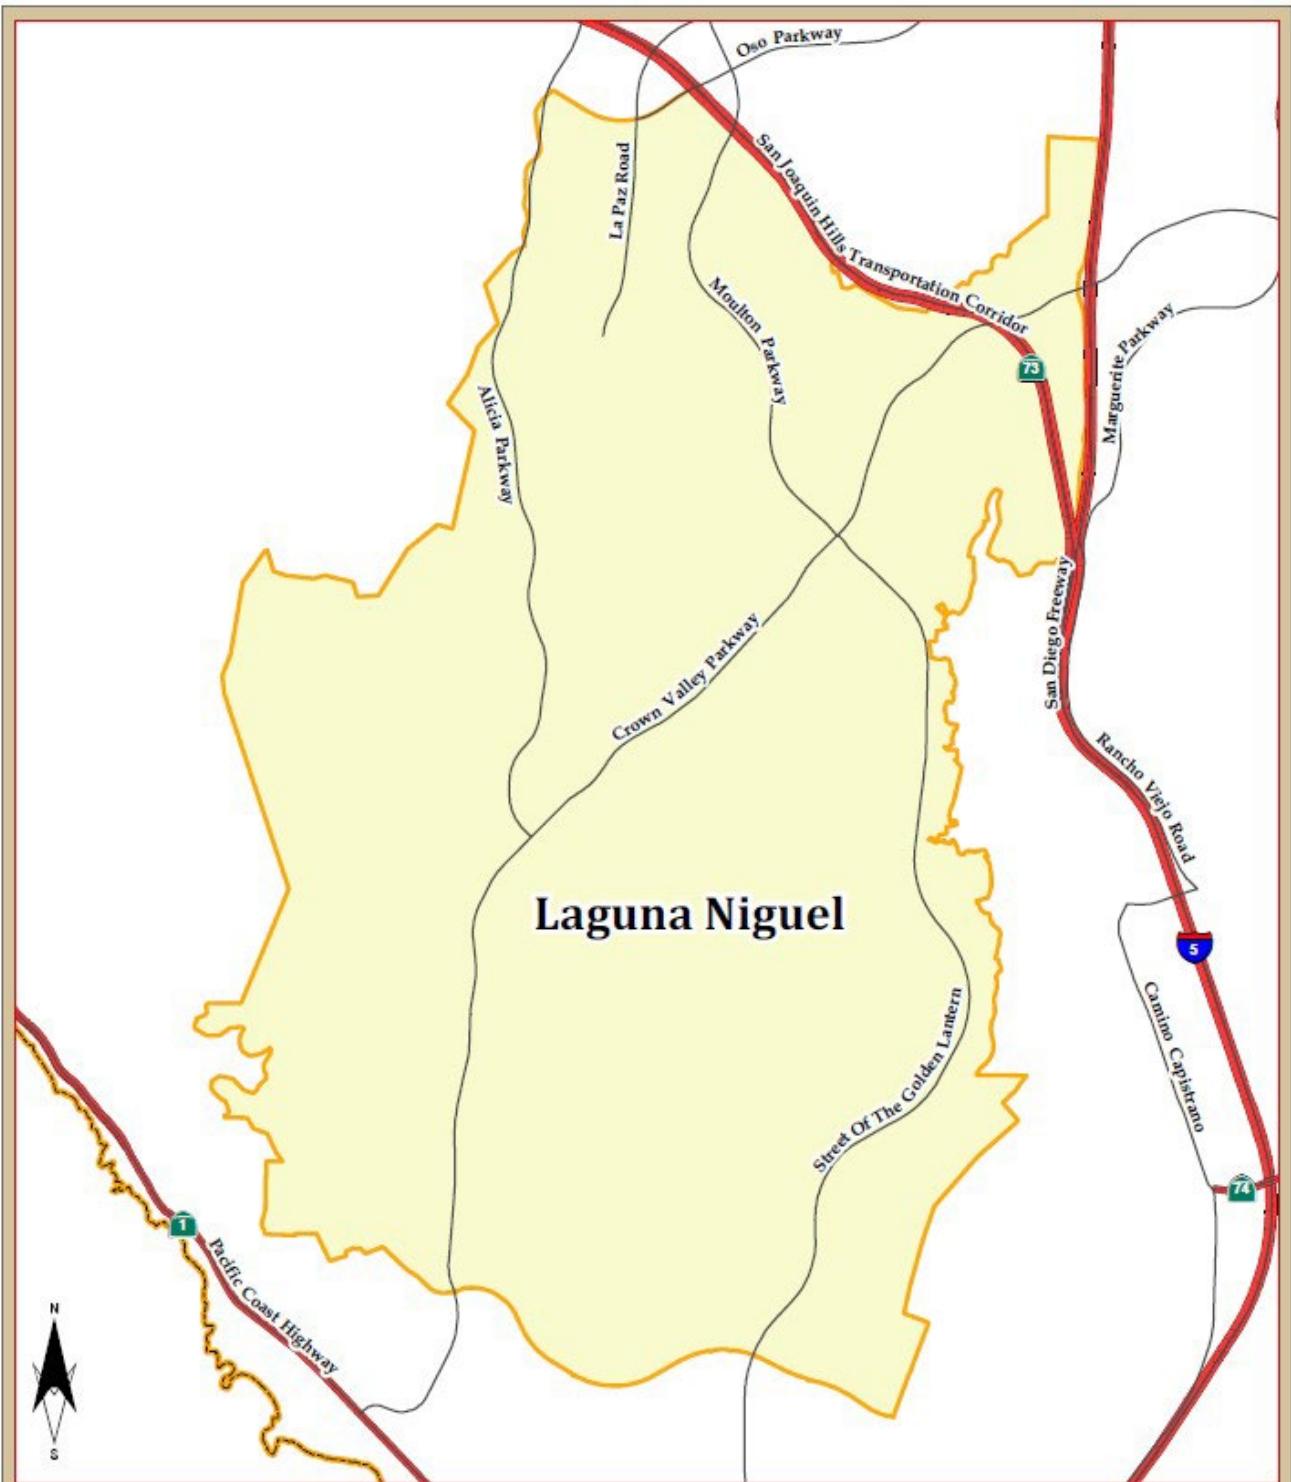 Oso Parkway
San Joaquin Hills Transportation Corridor
La Paz Road
Moulton Parkway
Marguerite Parkway
73
Alicia Parkway
San Diego Freeway
Crown Valley Parkway
Rancho Viejo Road
Laguna Niguel
5
Camino Capistrano
Street Of The Golden Lantern
74
1
Pacific Coast Highway
N
S